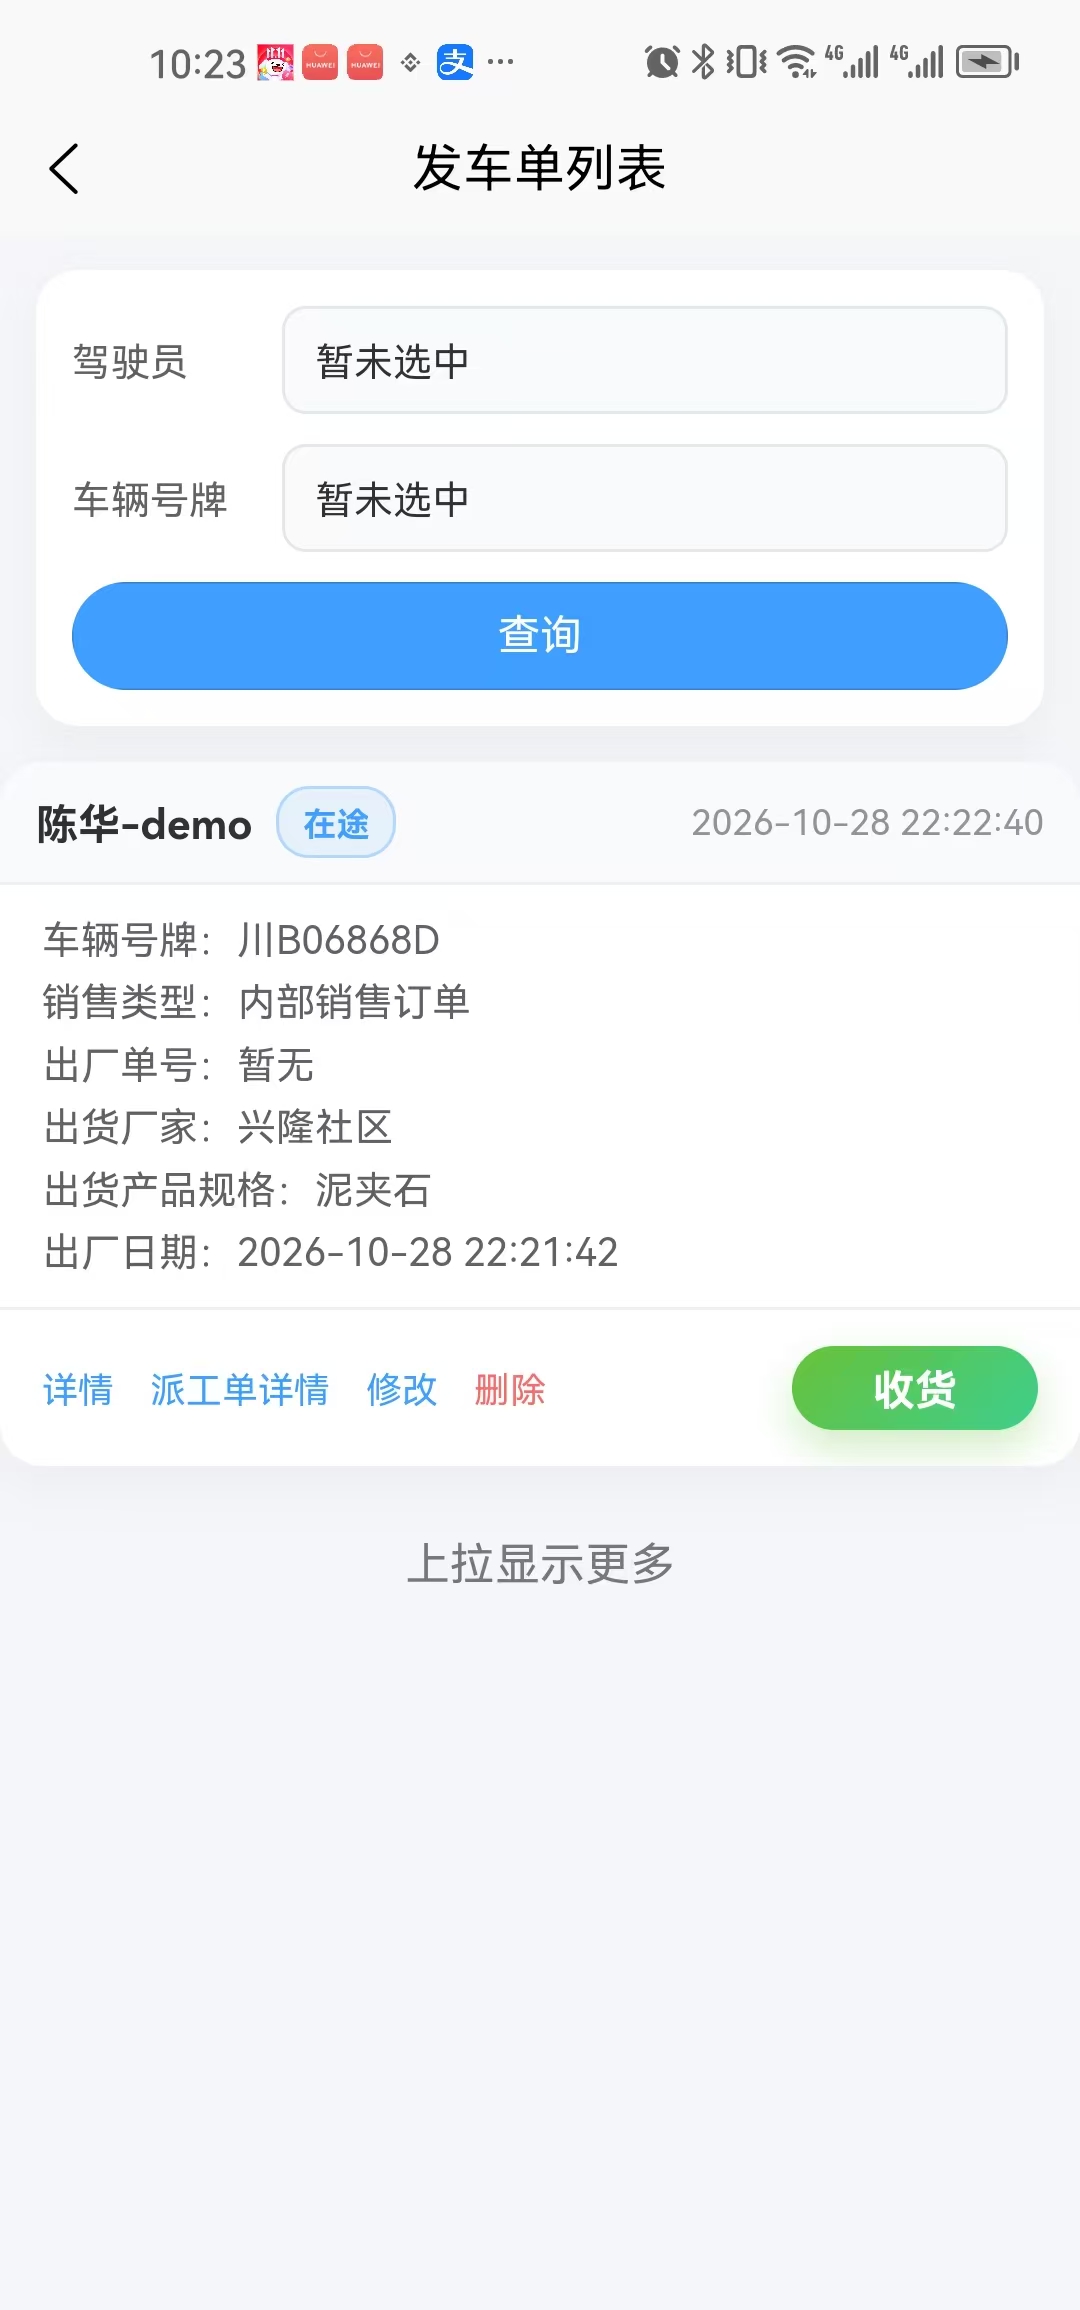 10:23
HUAWEI HUAWEI 支 4G 4G
发车单列表
驾驶员 暂未选中
车辆号牌 暂未选中
查询
陈华-demo 在途 2026-10-28 22:22:40
车辆号牌：川B06868D
销售类型：内部销售订单
出厂单号：暂无
出货厂家：兴隆社区
出货产品规格：泥夹石
出厂日期：2026-10-28 22:21:42
详情 派工单详情 修改 删除 收货
上拉显示更多